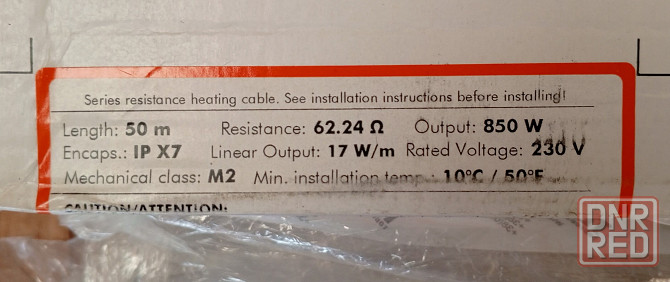 Series resistance heating cable. See installation instructions before installing!
Length: 50 m Resistance: 62.24 Ω Output: 850 W
Encaps.: IP X7 Linear Output: 17 W/m Rated Voltage: 230 V
Mechanical class: M2 Min. installation temp.: 10°C / 50°F
CAUTION/ATTENTION:
DNR
RED